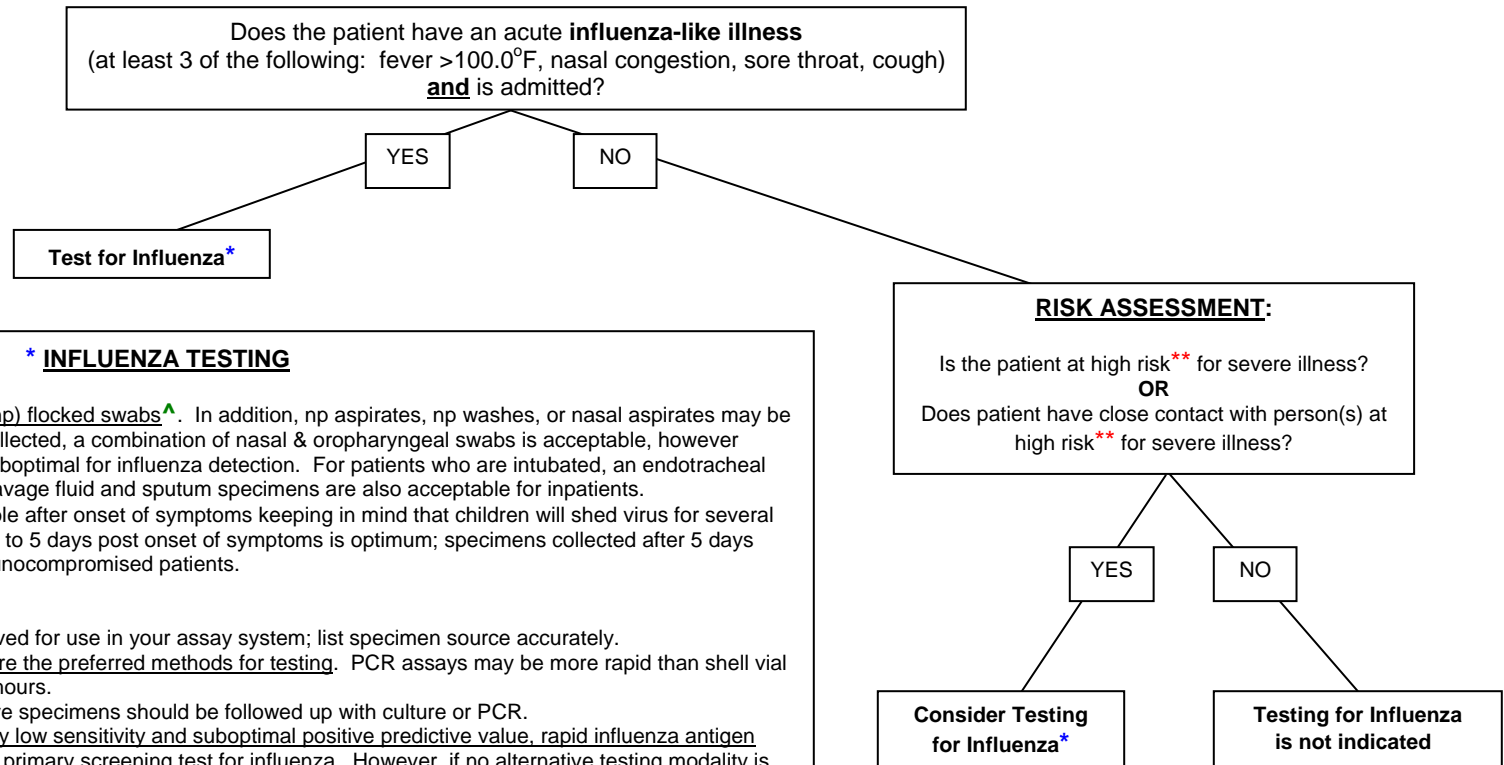 Does the patient have an acute influenza-like illness
(at least 3 of the following: fever >100.0°F, nasal congestion, sore throat, cough)
and is admitted?
YES
NO
Test for Influenza*
RISK ASSESSMENT:
Is the patient at high risk** for severe illness?
OR
Does patient have close contact with person(s) at
high risk** for severe illness?
* INFLUENZA TESTING
np) flocked swabs^. In addition, np aspirates, np washes, or nasal aspirates may be
llected, a combination of nasal & oropharyngeal swabs is acceptable, however
boptimal for influenza detection. For patients who are intubated, an endotracheal
avage fluid and sputum specimens are also acceptable for inpatients.
ble after onset of symptoms keeping in mind that children will shed virus for several
to 5 days post onset of symptoms is optimum; specimens collected after 5 days
unocompromised patients.
ved for use in your assay system; list specimen source accurately.
re the preferred methods for testing. PCR assays may be more rapid than shell vial
hours.
ve specimens should be followed up with culture or PCR.
y low sensitivity and suboptimal positive predictive value, rapid influenza antigen
primary screening test for influenza. However, if no alternative testing modality is
YES
NO
Consider Testing
for Influenza*
Testing for Influenza
is not indicated